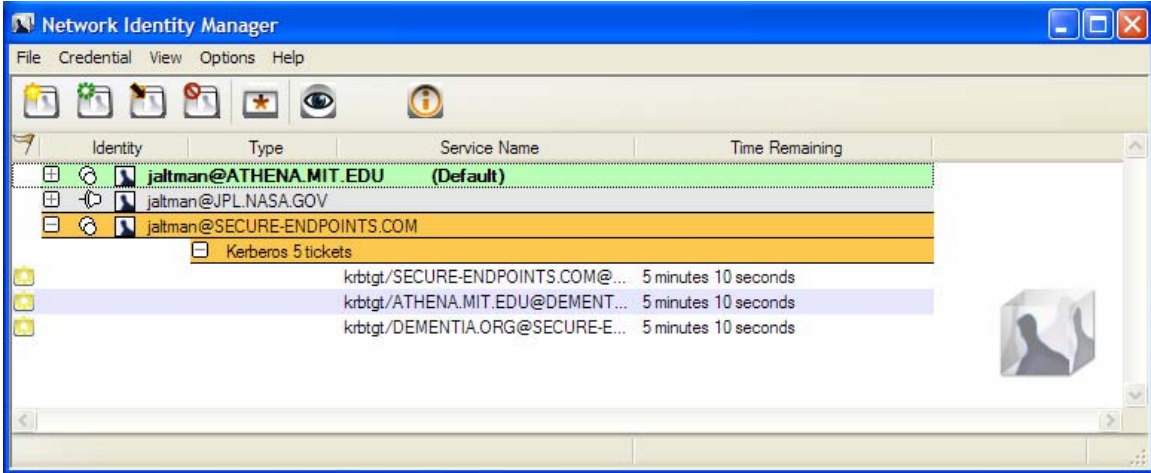 Network Identity Manager
File Credential View Options Help
Identity Type Service Name Time Remaining
jaltman@ATHENA.MIT.EDU (Default)
jaltman@JPL.NASA.GOV
jaltman@SECURE-ENDPOINTS.COM
Kerberos 5 tickets
krbtgt/SECURE-ENDPOINTS.COM@... 5 minutes 10 seconds
krbtgt/ATHENA.MIT.EDU@DEMENT... 5 minutes 10 seconds
krbtgt/DEMENTIA.ORG@SECURE-E... 5 minutes 10 seconds